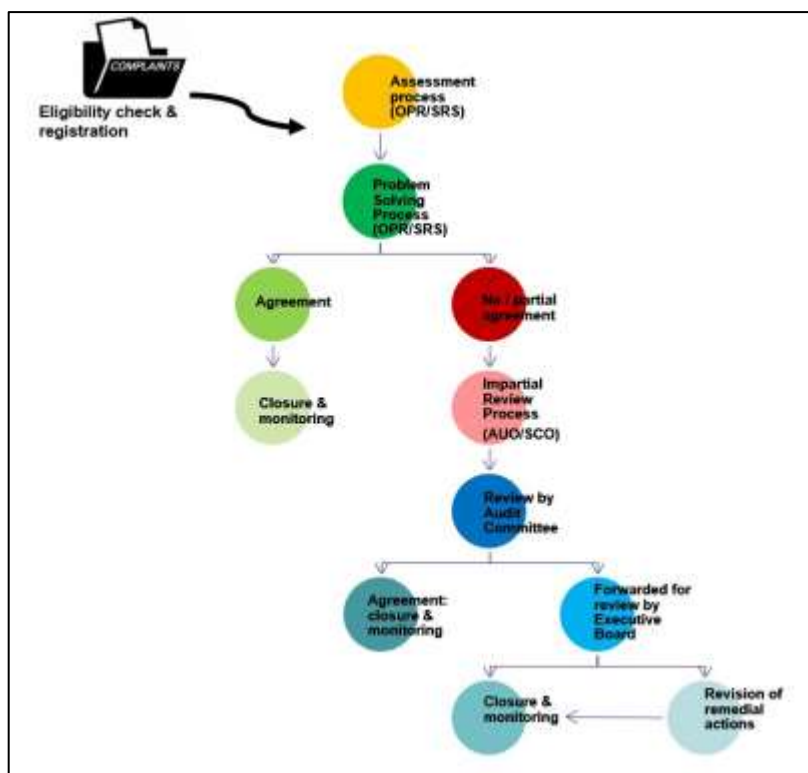 COMPLAINTS
Eligibility check &
registration
Assessment
process
(OPR/SRS)
Problem
Solving
Process
(OPR/SRS)
Agreement
No / partial
agreement
Closure &
monitoring
Impartial
Review
Process
(AUO/SCO)
Review by
Audit
Committee
Agreement:
closure &
monitoring
Forwarded for
review by
Executive
Board
Closure &
monitoring
Revision of
remedial
actions